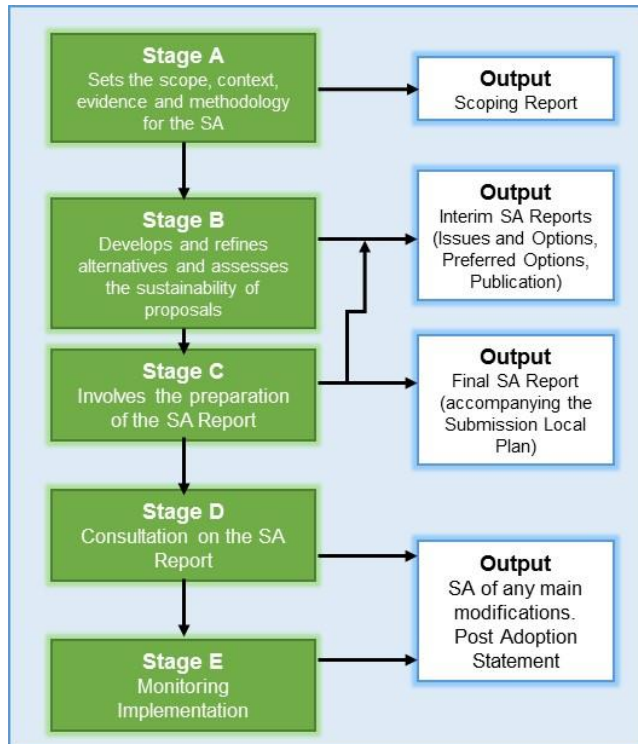 Stage A
Sets the scope, context,
evidence and methodology
for the SA
Output
Scoping Report
Stage B
Develops and refines
alternatives and assesses
the sustainability of
proposals
Output
Interim SA Reports
(Issues and Options,
Preferred Options,
Publication)
Stage C
Involves the preparation
of the SA Report
Output
Final SA Report
(accompanying the
Submission Local
Plan)
Stage D
Consultation on the SA
Report
Output
SA of any main
modifications.
Post Adoption
Statement
Stage E
Monitoring
Implementation